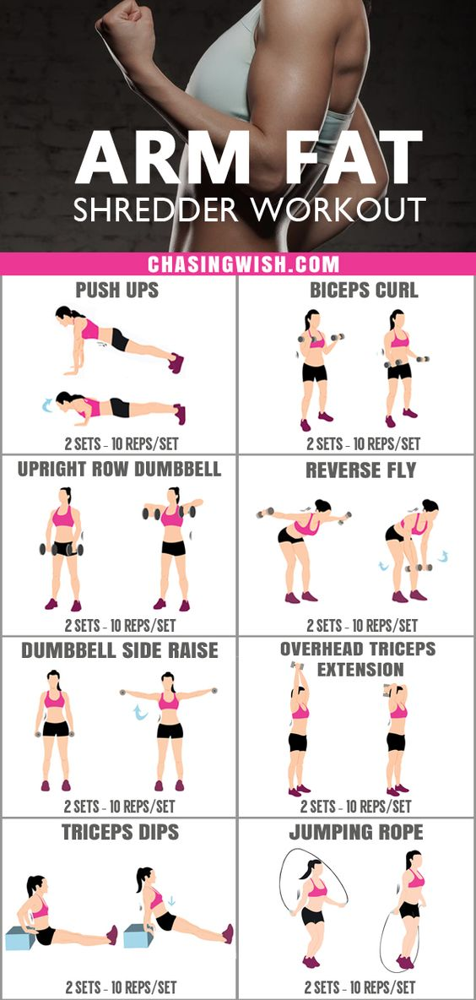 ARM FAT
SHREDDER WORKOUT
CHASINGWISH.COM
PUSH UPS
2 SETS - 10 REPS/SET
BICEPS CURL
2 SETS - 10 REPS/SET
UPRIGHT ROW DUMBBELL
2 SETS - 10 REPS/SET
REVERSE FLY
2 SETS - 10 REPS/SET
DUMBBELL SIDE RAISE
2 SETS - 10 REPS/SET
OVERHEAD TRICEPS
EXTENSION
2 SETS - 10 REPS/SET
TRICEPS DIPS
2 SETS - 10 REPS/SET
JUMPING ROPE
2 SETS - 10 REPS/SET